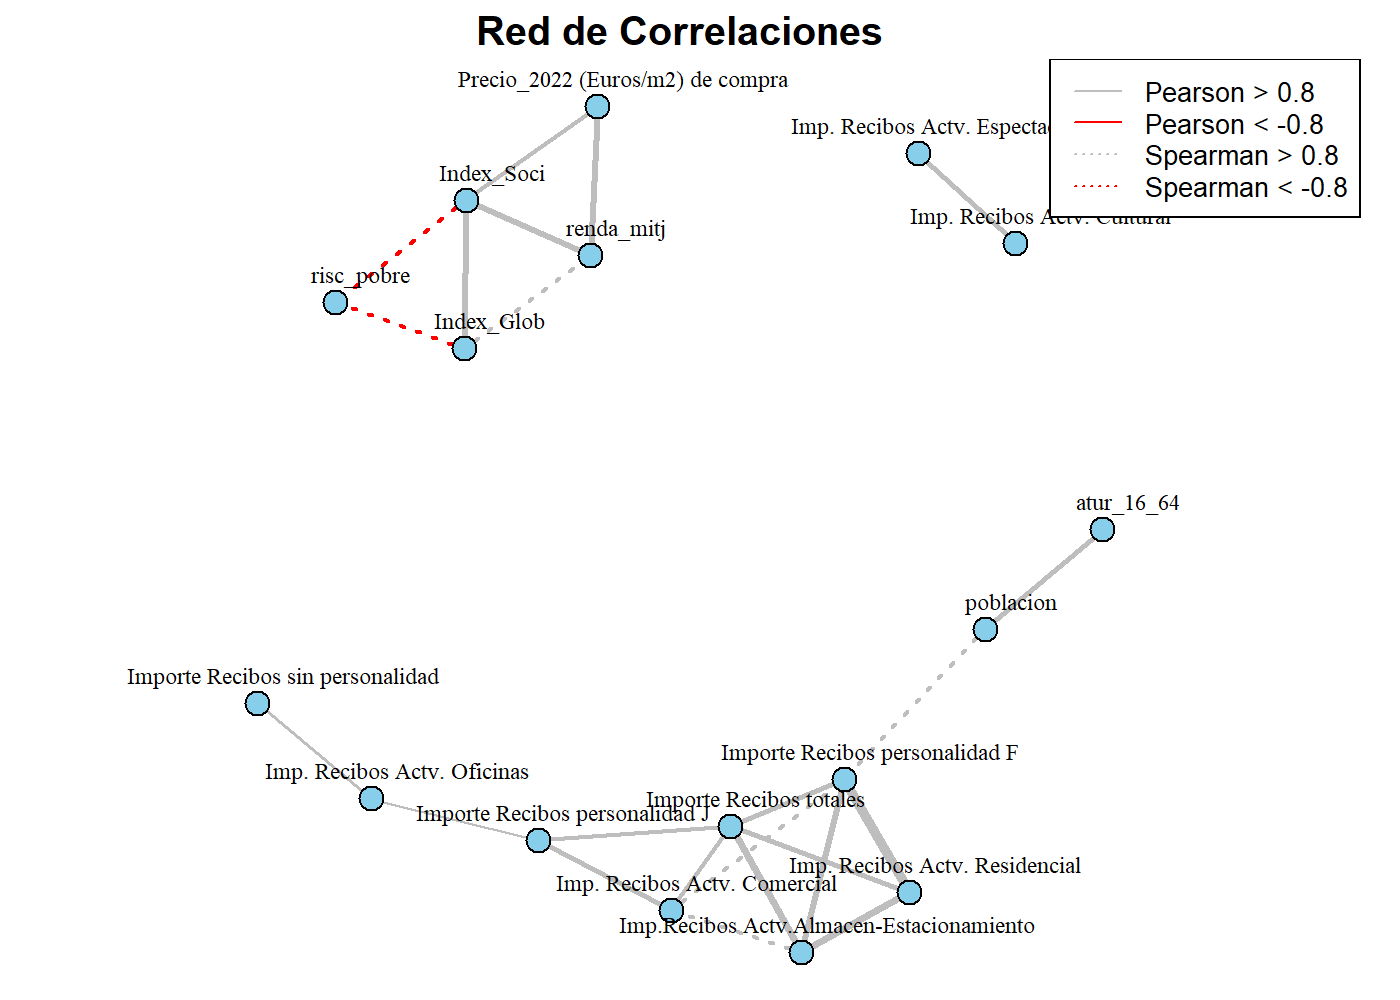 Red de Correlaciones
Precio_2022 (Euros/m2) de compra
Pearson > 0.8
Pearson < -0.8
Spearman > 0.8
Spearman < -0.8
Imp. Recibos Actv.
Index_Soci
Imp. Recibos Actv. Cultural
renda_mitj
risc_pobre
Index_Glob
atur_16_64
poblacion
Importe Recibos sin personalidad
Importe Recibos personalidad F
Imp. Recibos Actv. Oficinas
Importe Recibos totales
Importe Recibos personalidad J
Imp. Recibos Actv. Residencial
Imp. Recibos Actv. Comercial
Imp.Recibos.Actv.Almacen-Estacionamiento